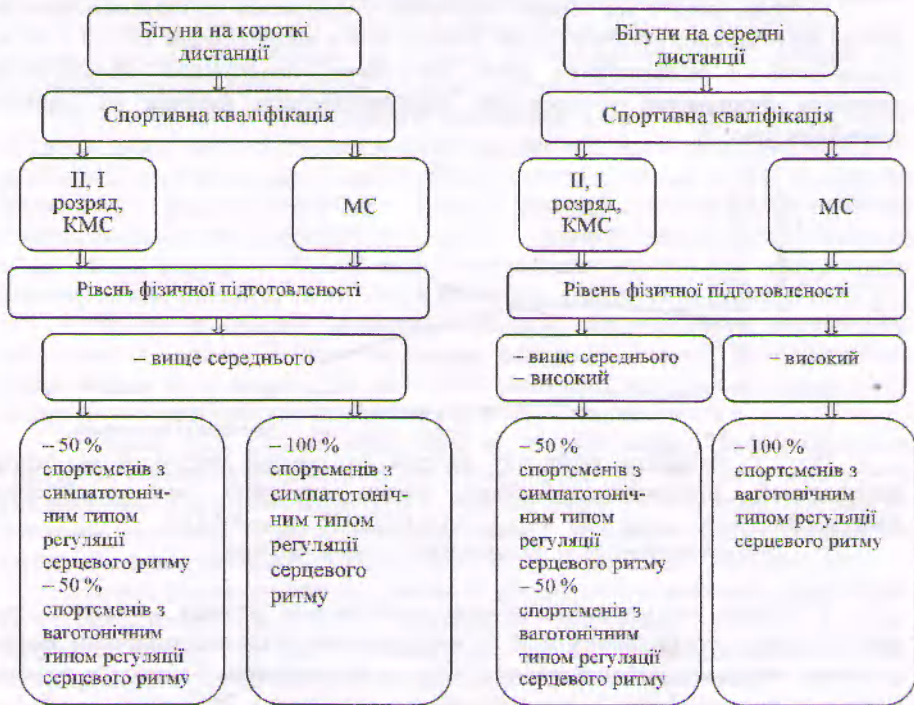 Бігуни на короткі
дистанції
Спортивна кваліфікація
II, I
розряд,
КМС
МС
Рівень фізичної підготовленості
– вище середнього
– 50 %
спортсменів з
симпатотоніч-
ним типом
регуляції
серцевого ритму
– 50 %
спортсменів з
ваготонічним
типом регуляції
серцевого ритму
– 100 %
спортсменів з
симпатотоніч-
ним типом
регуляції
серцевого
ритму
Бігуни на середні
дистанції
Спортивна кваліфікація
II, I
розряд,
КМС
МС
Рівень фізичної підготовленості
– вище середнього
високий
– високий
– 50 %
спортсменів з
симпатотоніч-
ним типом
регуляції
серцевого ритму
– 50 %
спортсменів з
ваготонічним
типом регуляції
серцевого ритму
– 100 %
спортсменів з
ваготонічним
типом регуляції
серцевого ритму